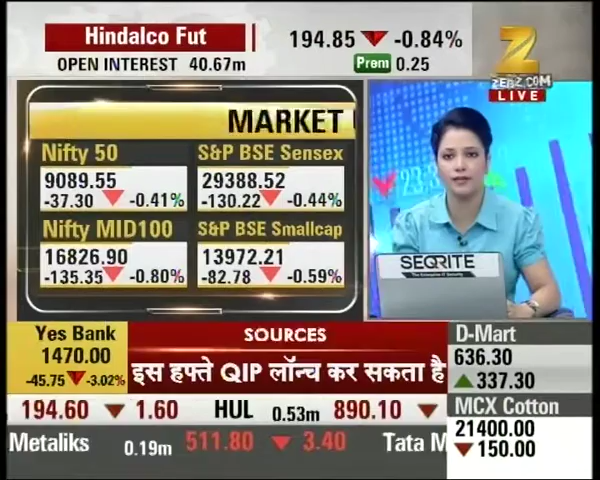 Hindalco Fut
194.85 -0.84%
OPEN INTEREST 40.67m
Prem 0.25
ZEE
ZEEBIZ.COM
LIVE
MARKET
Nifty 50
9089.55
-37.30 -0.41%
S&P BSE Sensex
29388.52
-130.22 -0.44%
Nifty MID100
16826.90
-135.35 -0.80%
S&P BSE Smallcap
13972.21
-82.78 -0.59%
SEQRITE
Yes Bank
1470.00
-45.75 -3.02%
SOURCES
इस हफ्ते QIP लॉन्च कर सकता है
D-Mart
636.30
337.30
MCX Cotton
21400.00
150.00
194.60 1.60 HUL 0.53m 890.10
Metaliks 0.19m 511.80 3.40 Tata M